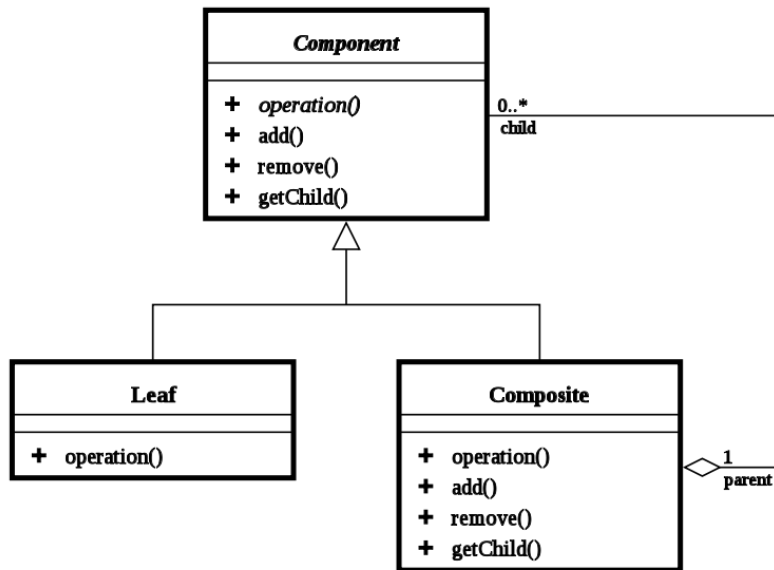 Component
+ operation()
+ add()
+ remove()
+ getChild()
0..*
child
Leaf
+ operation()
Composite
+ operation()
+ add()
+ remove()
+ getChild()
1
parent